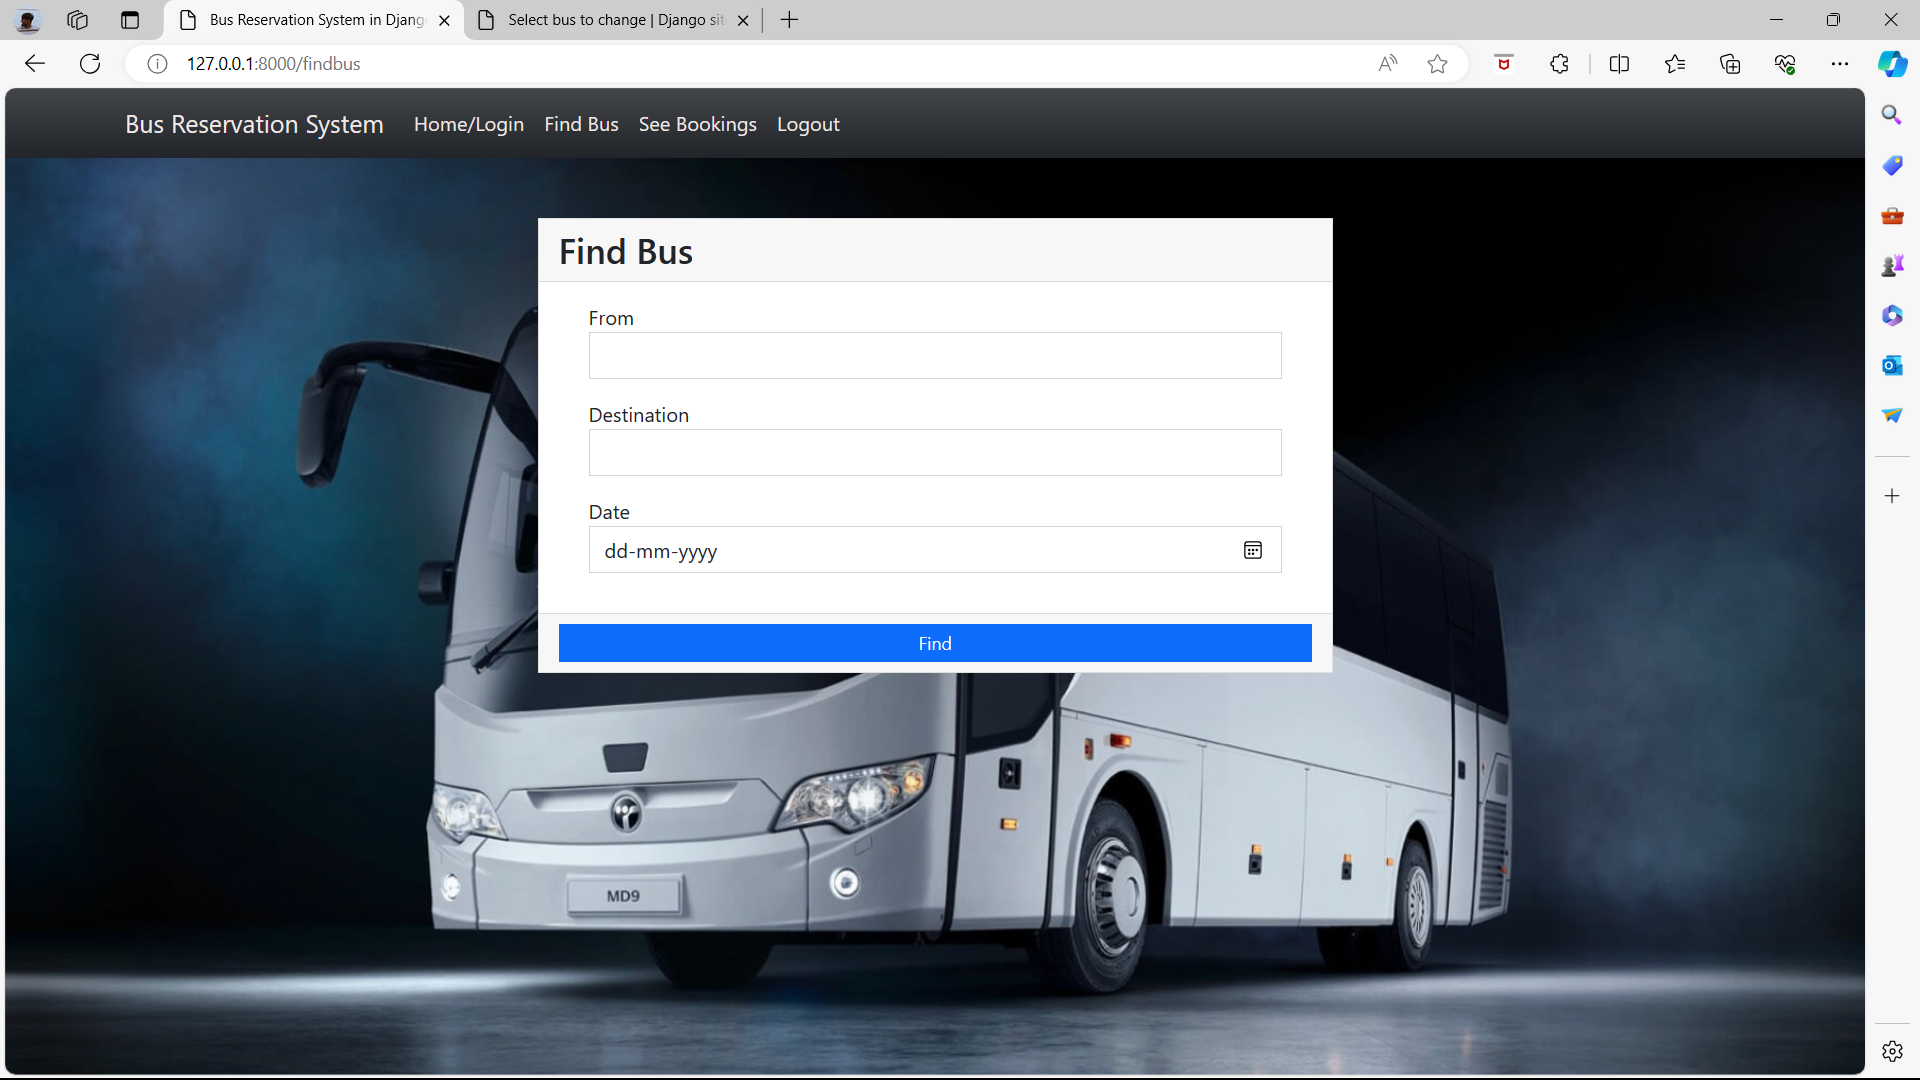 Bus Reservation System in Djang
Select bus to change | Django sit
127.0.0.1:8000/findbus
Bus Reservation System
Home/Login
Find Bus
See Bookings
Logout
Find Bus
From
Destination
Date
dd-mm-yyyy
Find
MD9